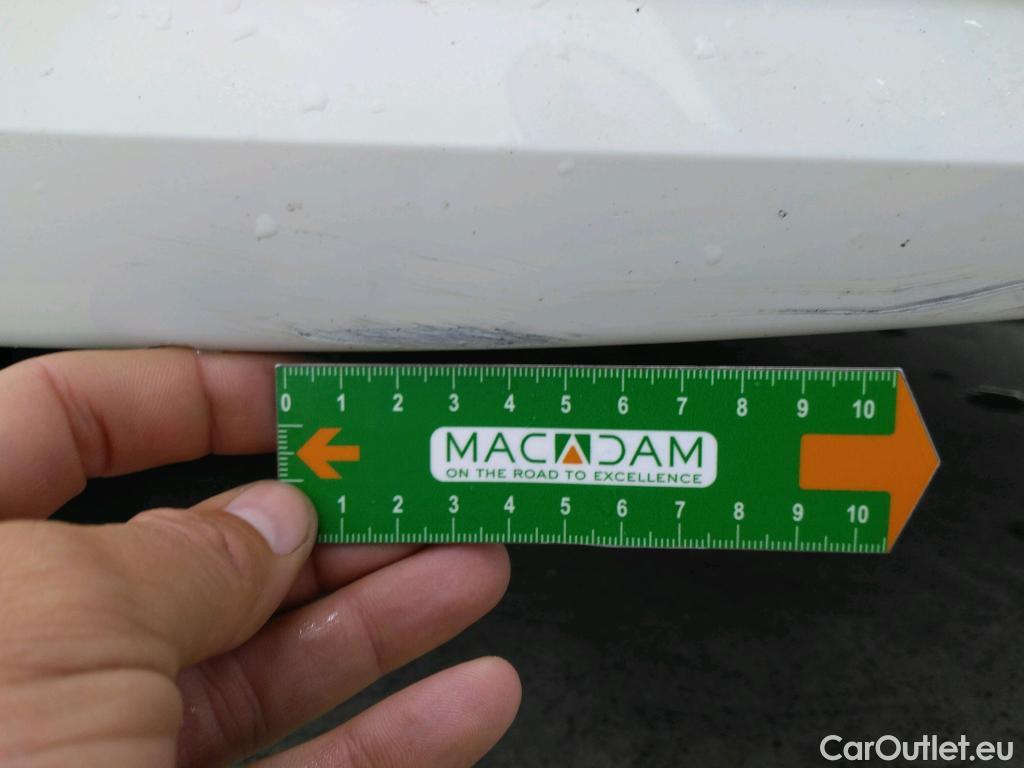 0 1 2 3 4 5 6 7 8 9 10
MACADAM
ON THE ROAD TO EXCELLENCE
1 2 3 4 5 6 7 8 9 10
CarOutlet.eu